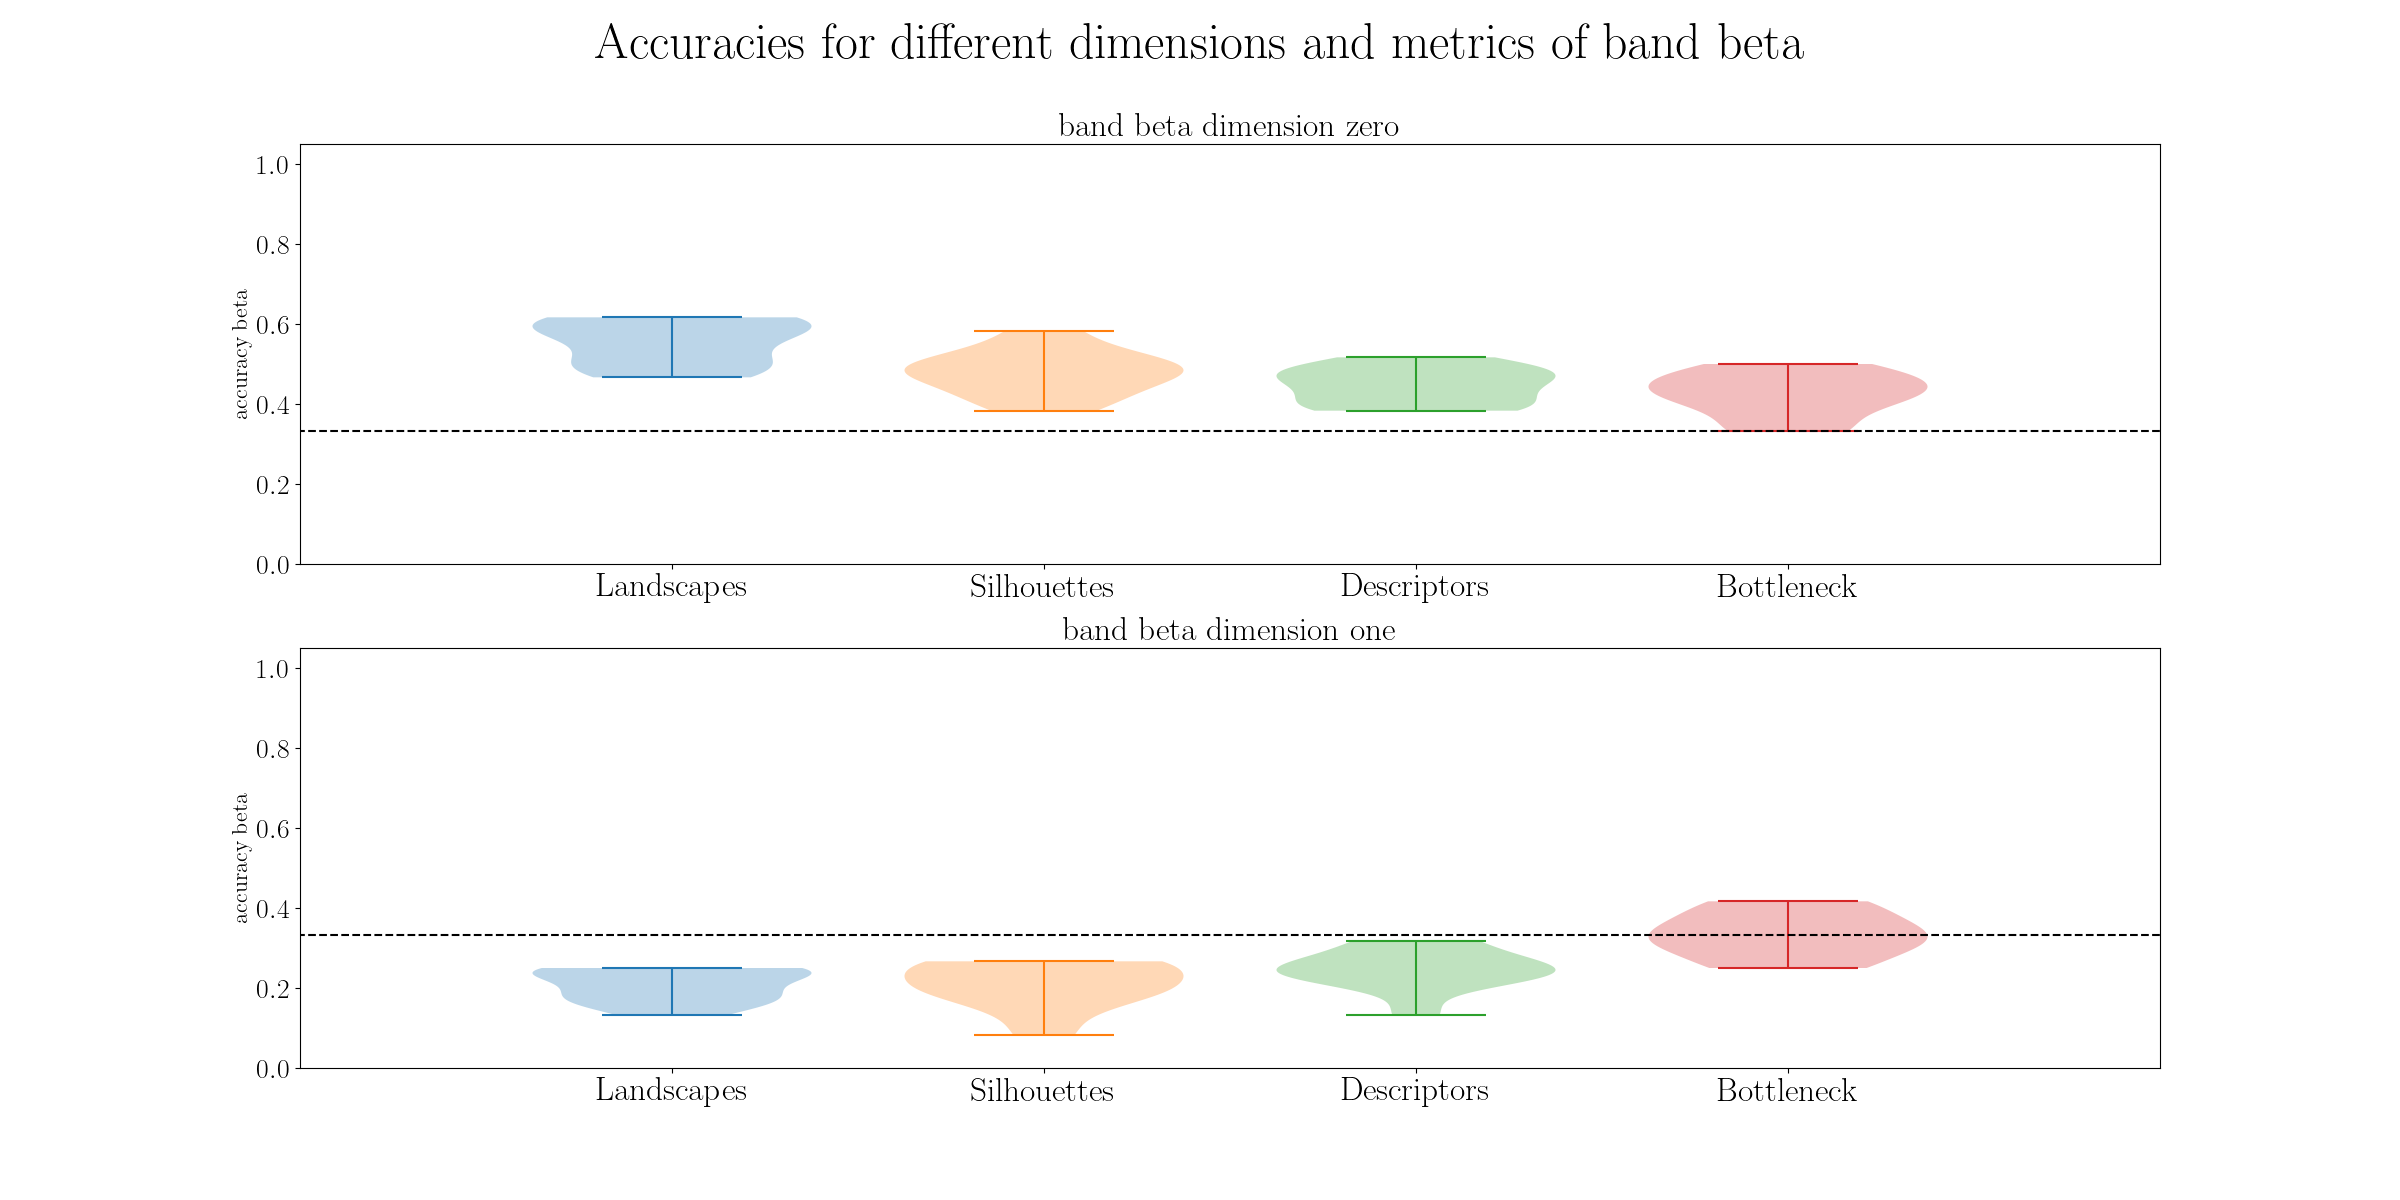 Accuracies for different dimensions and metrics of band beta
band beta dimension zero
accuracy beta
1.0
0.8
0.6
0.4
0.2
0.0
Landscapes Silhouettes Descriptors Bottleneck
band beta dimension one
accuracy beta
1.0
0.8
0.6
0.4
0.2
0.0
Landscapes Silhouettes Descriptors Bottleneck